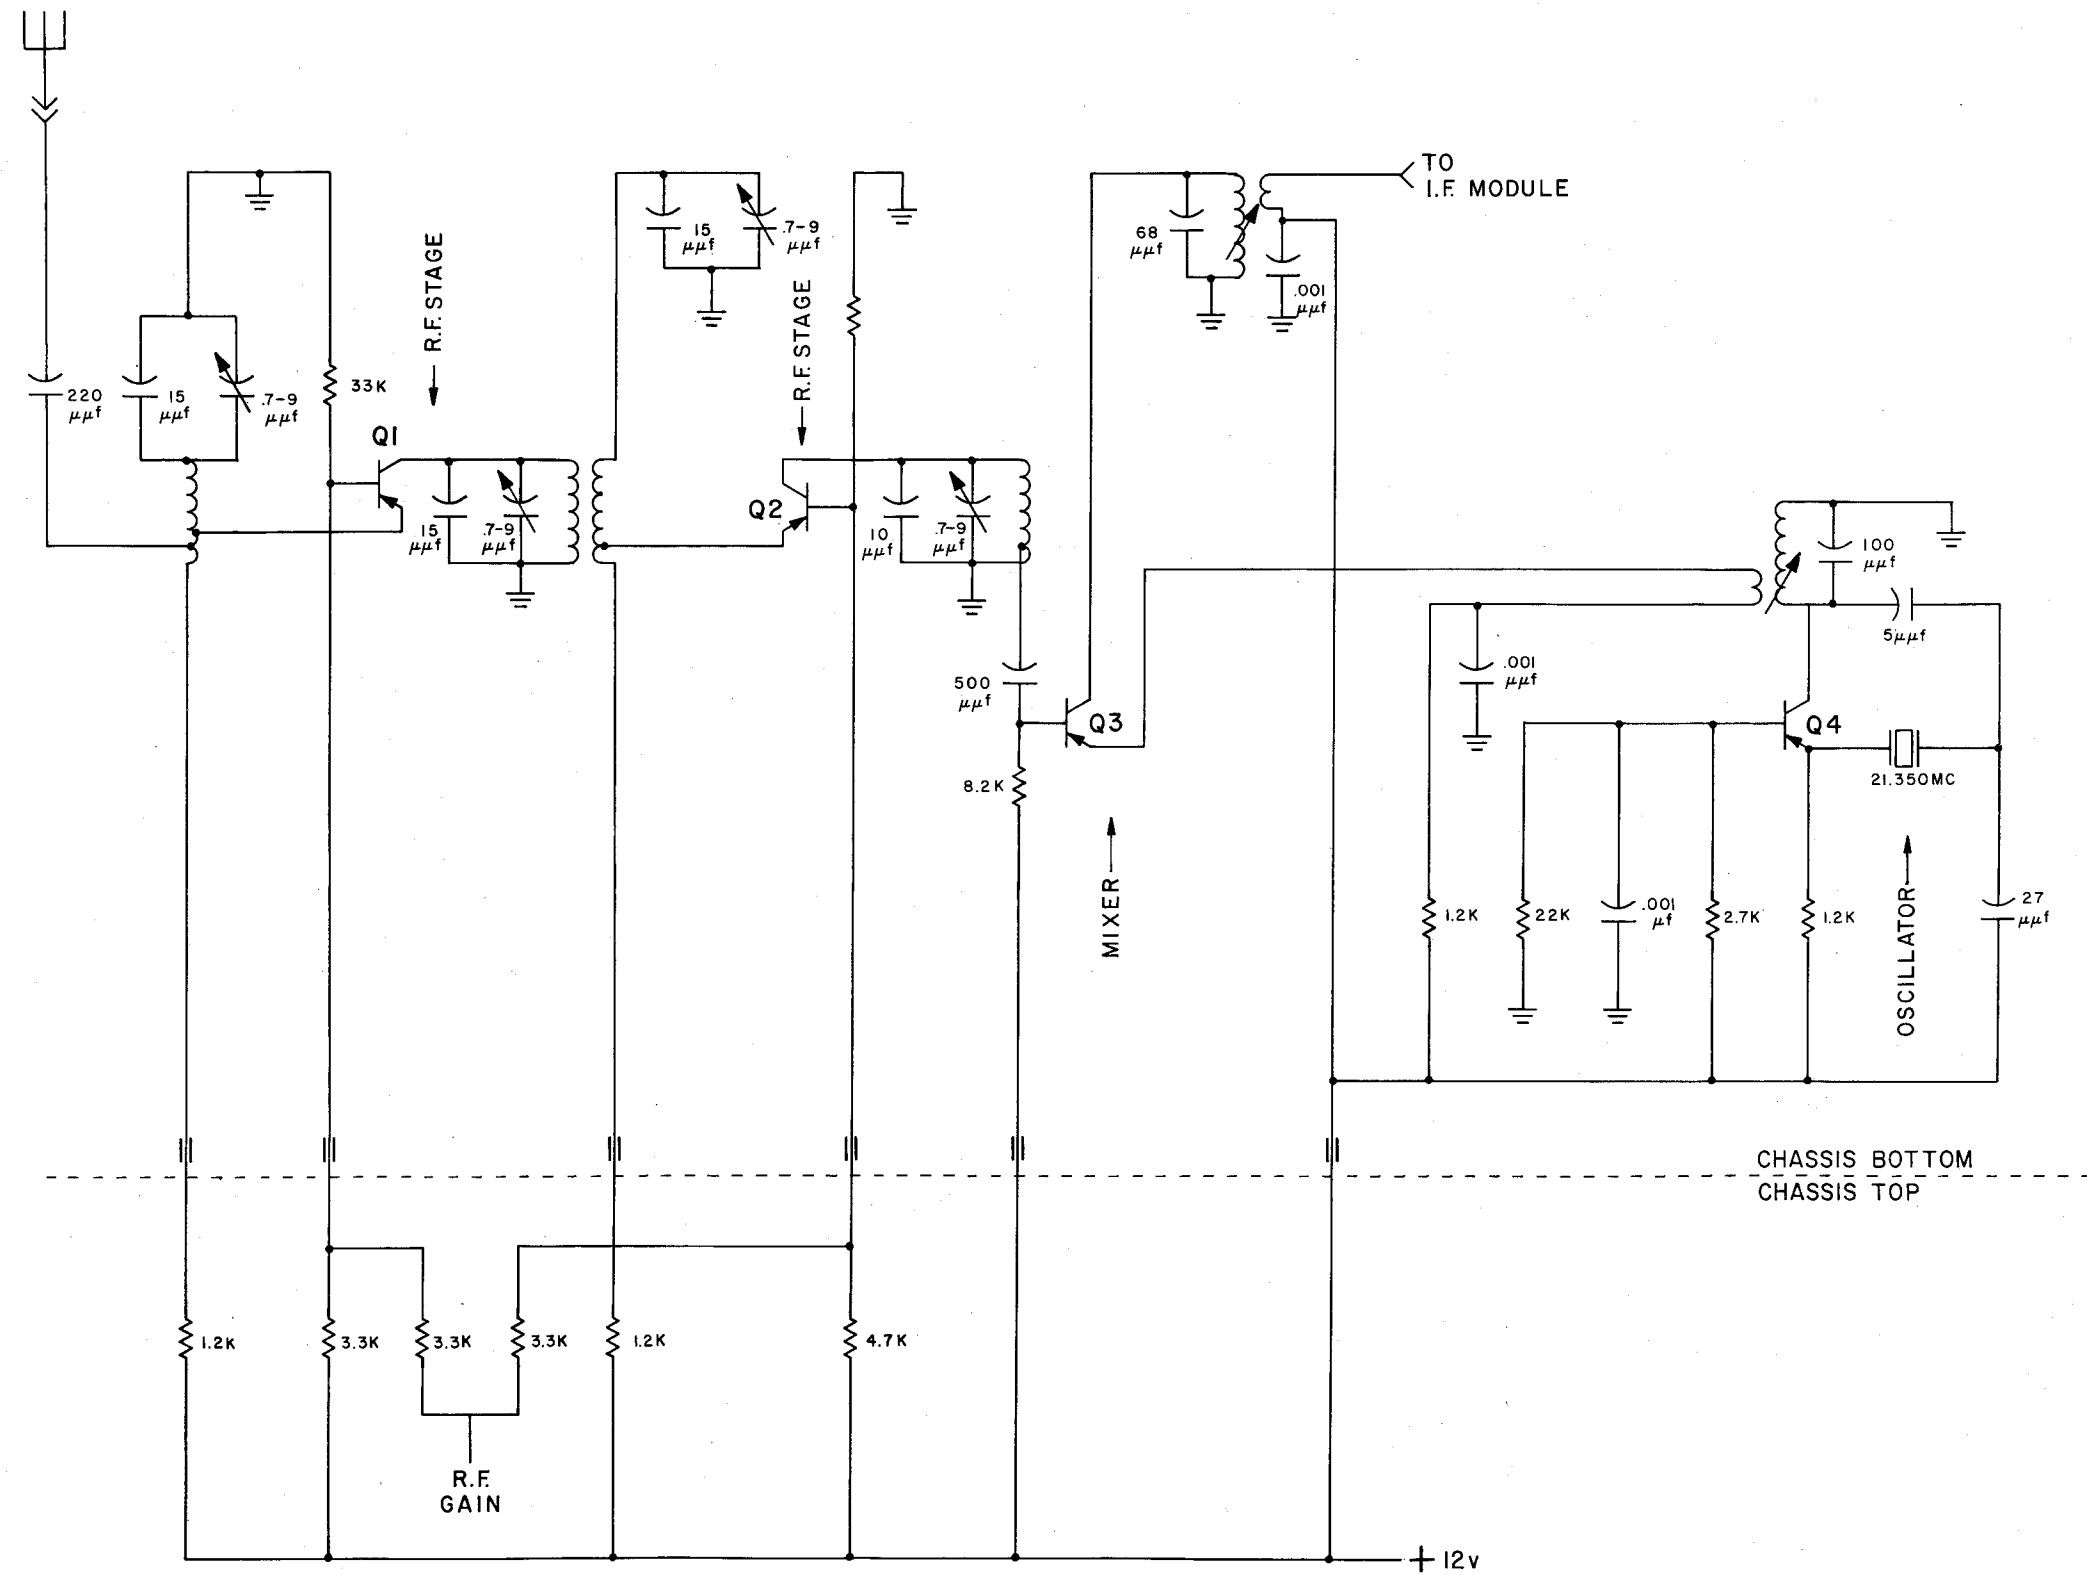 TO
I.F. MODULE
R.F. STAGE
15
μμf
.7-9
μμf
68
μμf
.001
μμf
R.F. STAGE
220
μμf
15
μμf
.7-9
μμf
33K
Q1
Q2
15
μμf
.7-9
μμf
10
μμf
.7-9
μμf
100
μμf
5μμf
.001
μμf
500
μμf
Q3
Q4
21.350MC
8.2K
MIXER
1.2K
22K
.001
μf
2.7K
1.2K
OSCILLATOR
27
μμf
CHASSIS BOTTOM
CHASSIS TOP
1.2K
3.3K
3.3K
3.3K
1.2K
4.7K
R.F.
GAIN
+ 12v